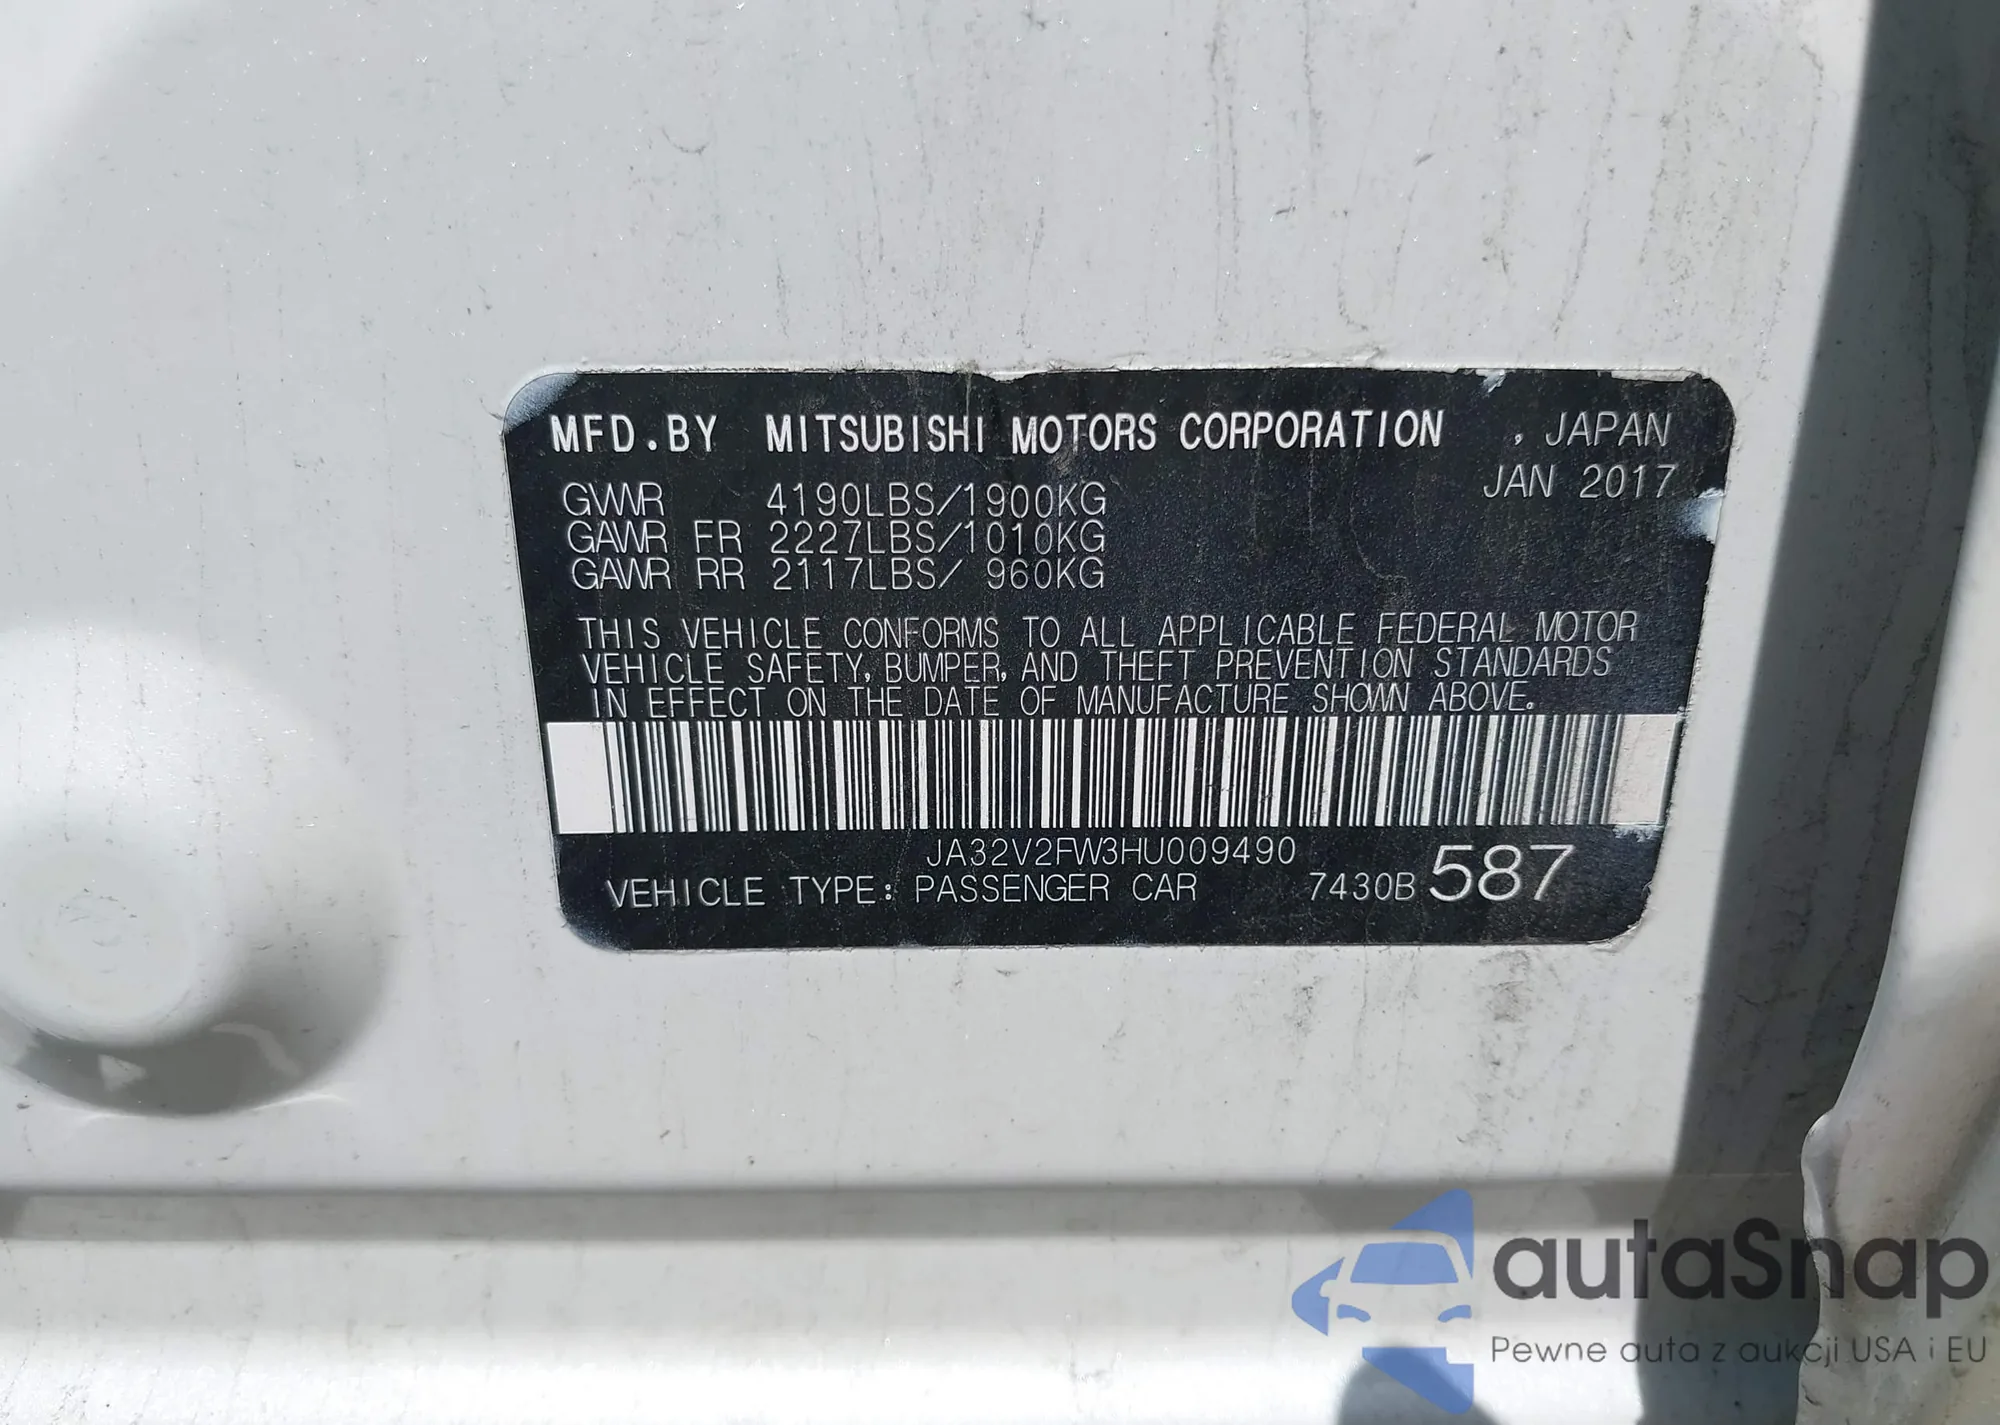 MFD.BY MITSUBISHI MOTORS CORPORATION , JAPAN
JAN 2017
GVWR 4190LBS/1900KG
GAWR FR 2227LBS/1010KG
GAWR RR 2117LBS/ 960KG
THIS VEHICLE CONFORMS TO ALL APPLICABLE FEDERAL MOTOR
VEHICLE SAFETY, BUMPER, AND THEFT PREVENTION STANDARDS
IN EFFECT ON THE DATE OF MANUFACTURE SHOWN ABOVE.
JA32V2FW3HU009490
VEHICLE TYPE: PASSENGER CAR 7430B 587
autaSnap
Pewne auta z aukcji USA i EU